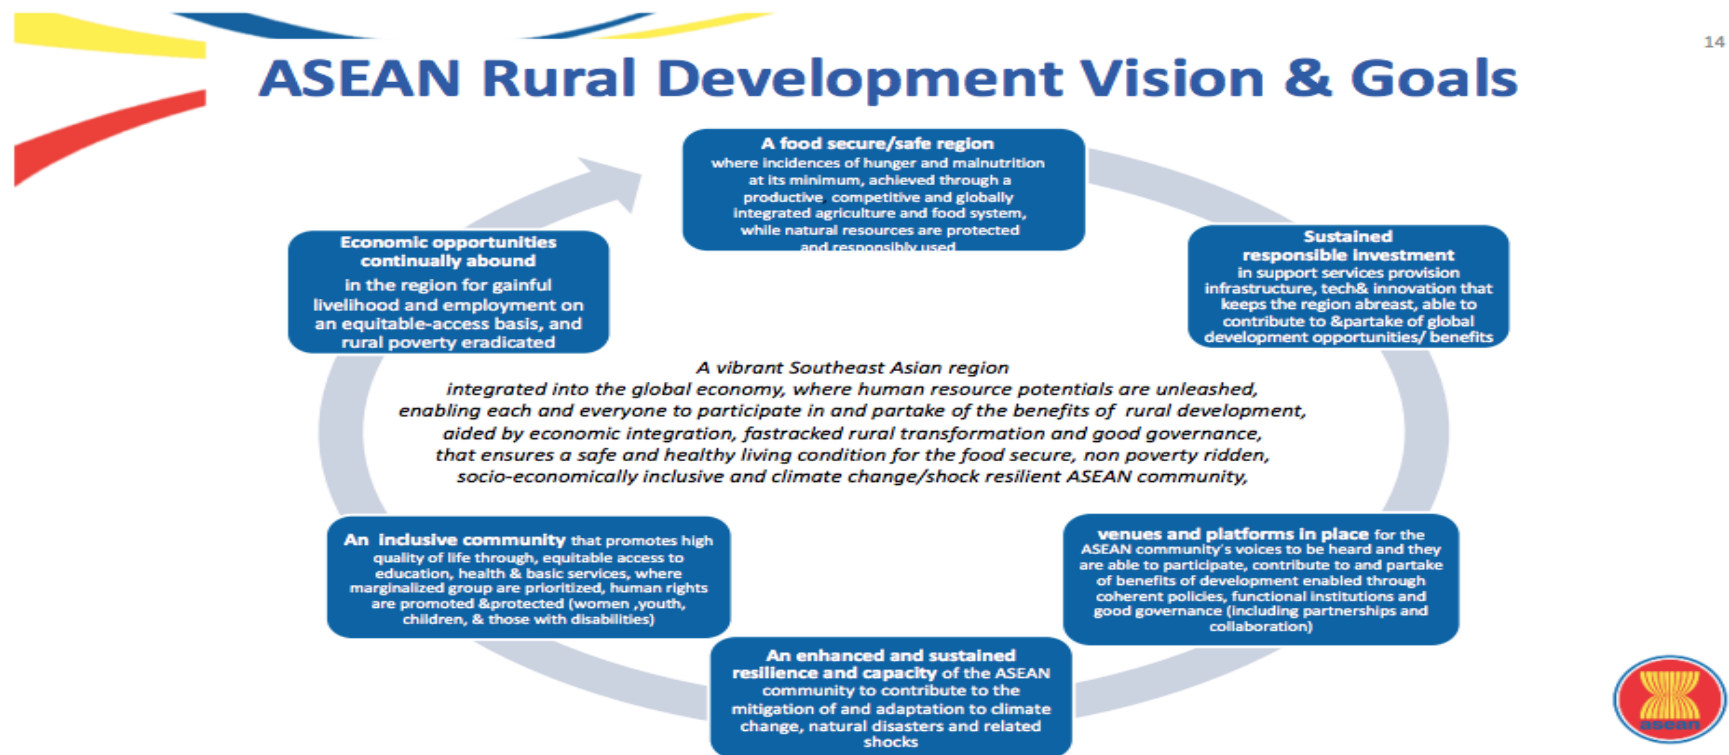 14
ASEAN Rural Development Vision & Goals
A food secure/safe region
where incidences of hunger and malnutrition
at its minimum, achieved through a
productive, competitive and globally
integrated agriculture and food system,
while natural resources are protected
and responsibly used
Sustained
responsible investment
in support services provision
infrastructure, tech& innovation that
keeps the region abreast, able to
contribute to &partake of global
development opportunities/ benefits
venues and platforms in place for the
ASEAN community's voices to be heard and they
are able to participate, contribute to and partake
of benefits of development enabled through
coherent policies, functional institutions and
good governance (including partnerships and
collaboration)
An enhanced and sustained
resilience and capacity of the ASEAN
community to contribute to the
mitigation of and adaptation to climate
change, natural disasters and related
shocks
An inclusive community that promotes high
quality of life through, equitable access to
education, health & basic services, where
marginalized group are prioritized, human rights
are promoted &protected (women ,youth,
children, & those with disabilities)
Economic opportunities
continually abound
in the region for gainful
livelihood and employment on
an equitable-access basis, and
rural poverty eradicated
A vibrant Southeast Asian region
integrated into the global economy, where human resource potentials are unleashed,
enabling each and everyone to participate in and partake of the benefits of rural development,
aided by economic integration, fastracked rural transformation and good governance,
that ensures a safe and healthy living condition for the food secure, non poverty ridden,
socio-economically inclusive and climate change/shock resilient ASEAN community,
asean